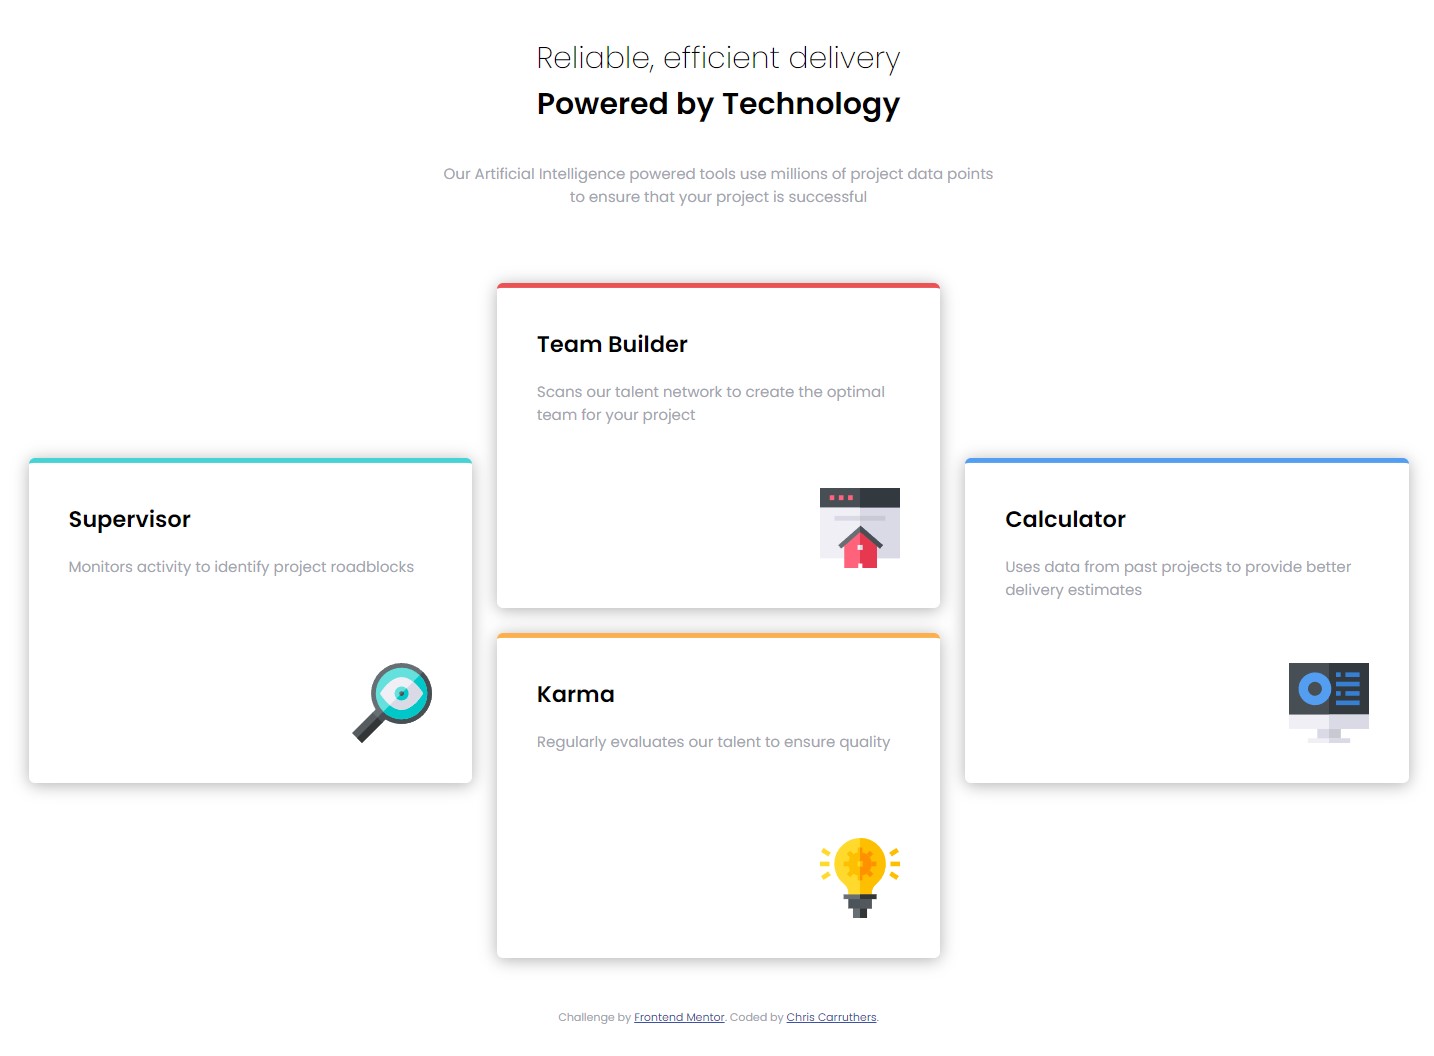 Reliable, efficient delivery
Powered by Technology
Our Artificial Intelligence powered tools use millions of project data points
to ensure that your project is successful
Supervisor
Monitors activity to identify project roadblocks
Team Builder
Scans our talent network to create the optimal
team for your project
Karma
Regularly evaluates our talent to ensure quality
Calculator
Uses data from past projects to provide better
delivery estimates
Challenge by Frontend Mentor. Coded by Chris Carruthers.